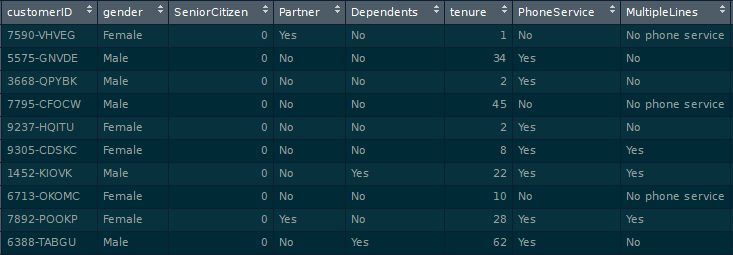 customerID gender SeniorCitizen Partner Dependents tenure PhoneService MultipleLines
7590-VHVEG Female 0 Yes No 1 No No phone service
5575-GNVDE Male 0 No No 34 Yes No
3668-QPYBK Male 0 No No 2 Yes No
7795-CFOCW Male 0 No No 45 No No phone service
9237-HQITU Female 0 No No 2 Yes No
9305-CDSKC Female 0 No No 8 Yes Yes
1452-KIOVK Male 0 No Yes 22 Yes Yes
6713-OKOMC Female 0 No No 10 No No phone service
7892-POOKP Female 0 Yes No 28 Yes Yes
6388-TABGU Male 0 No Yes 62 Yes No